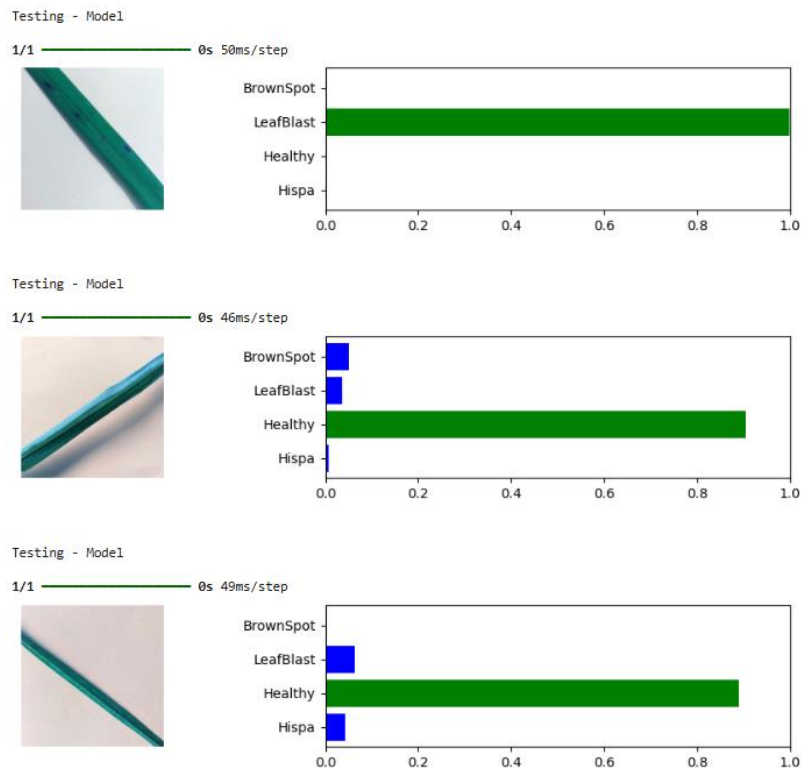 Testing - Model
1/1 0s 50ms/step
BrownSpot
LeafBlast
Healthy
Hispa
0.0 0.2 0.4 0.6 0.8 1.0
Testing - Model
1/1 0s 46ms/step
BrownSpot
LeafBlast
Healthy
Hispa
0.0 0.2 0.4 0.6 0.8 1.0
Testing - Model
1/1 0s 49ms/step
BrownSpot
LeafBlast
Healthy
Hispa
0.0 0.2 0.4 0.6 0.8 1.0